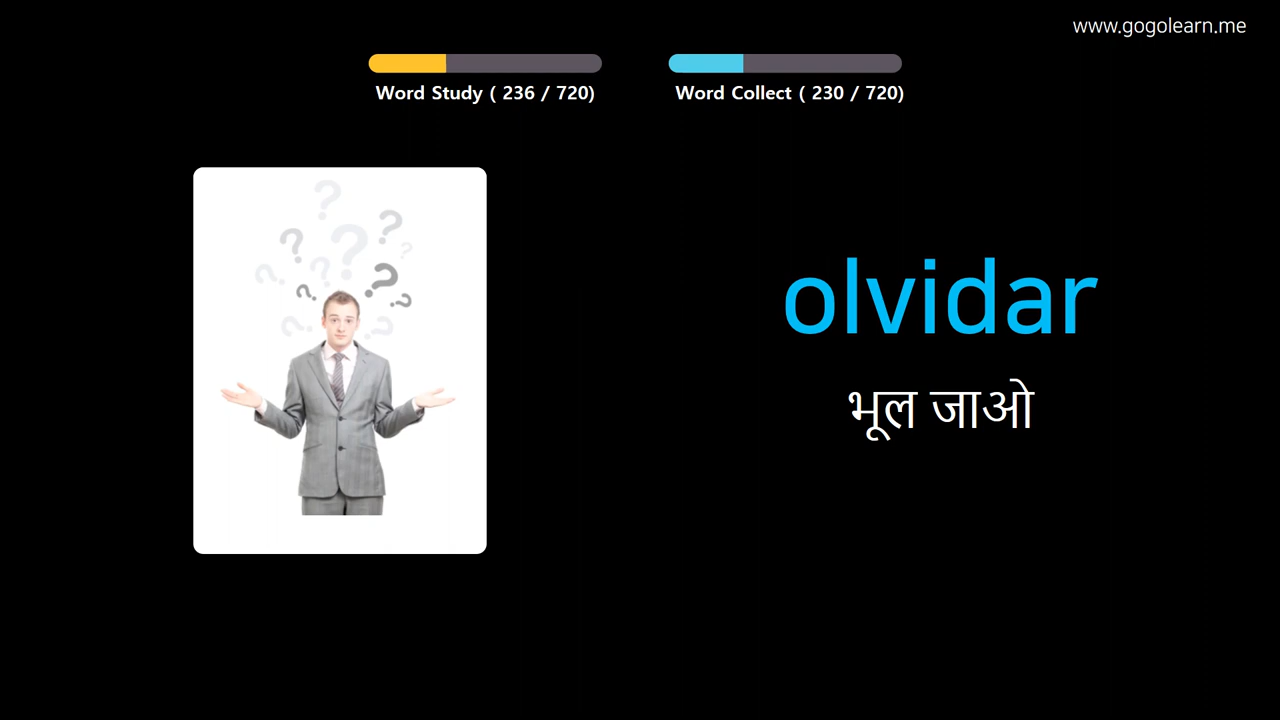 www.gogolearn.me
Word Study ( 236 / 720)
Word Collect ( 230 / 720)
olvidar
भूल जाओ